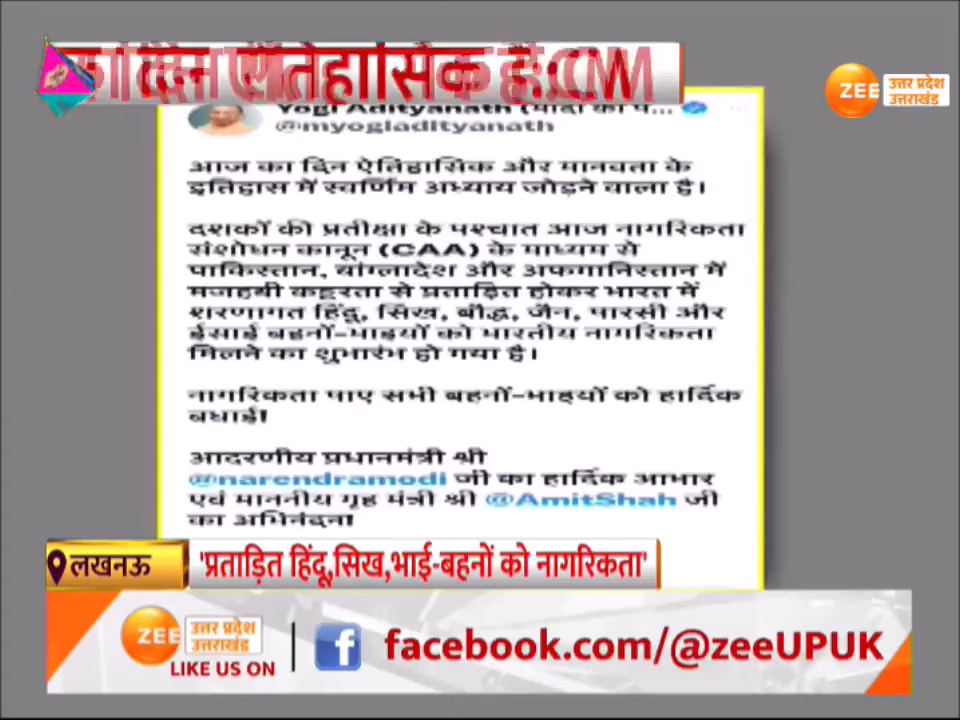 का दिन ऐतिहासिक है: CM
ZEE उत्तर प्रदेश
उत्तराखंड
Yogi Adityanath
@myogiadityanath
आज का दिन ऐतिहासिक और मानवता के
इतिहास में स्वर्णिम अध्याय जोड़ने वाला है।
दशकों की प्रतीक्षा के पश्चात आज नागरिकता
संशोधन कानून (CAA) के माध्यम से
पाकिस्तान, बांग्लादेश और अफगानिस्तान में
मजहबी कट्टरता से प्रताड़ित होकर भारत में
शरणागत हिंदू, सिख, बौद्ध, जैन, पारसी और
ईसाई बहनों-भाइयों को भारतीय नागरिकता
मिलने का शुभारंभ हो गया है।
नागरिकता पाए सभी बहनों-भाइयों को हार्दिक
बधाई!
आदरणीय प्रधानमंत्री श्री
@narendramodi जी का हार्दिक आभार
एवं माननीय गृह मंत्री श्री @AmitShah जी
का अभिनंदन!
लखनऊ
'प्रताड़ित हिंदू,सिख,भाई-बहनों को नागरिकता'
ZEE उत्तर प्रदेश
उत्तराखंड
LIKE US ON
facebook.com/@zeeUPUK